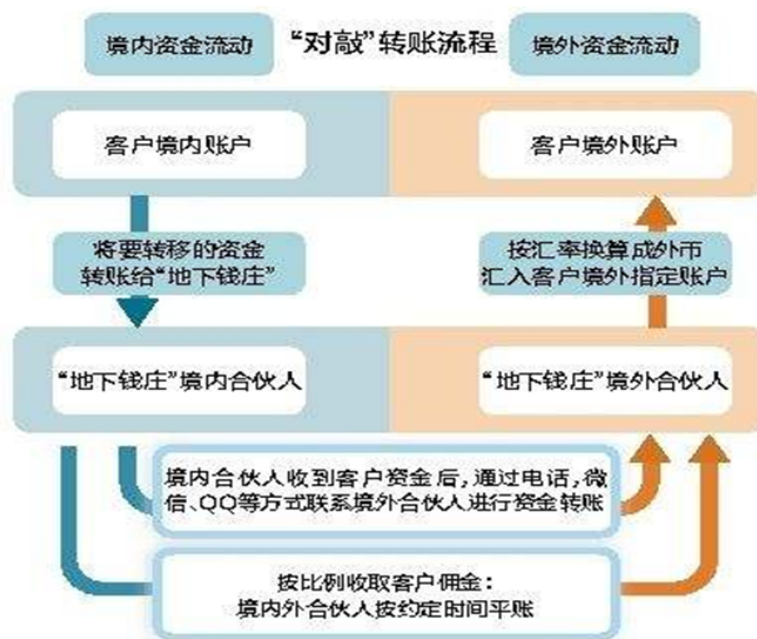 境内资金流动
“对敲”转账流程
境外资金流动
客户境内账户
客户境外账户
将要转移的资金
转账给“地下钱庄”
按汇率换算成外币
汇入客户境外指定账户
“地下钱庄”境内合伙人
“地下钱庄”境外合伙人
境内合伙人收到客户资金后,通过电话,微
信、QQ等方式联系境外合伙人进行资金转账
按比例收取客户佣金:
境内外合伙人按约定时间平账